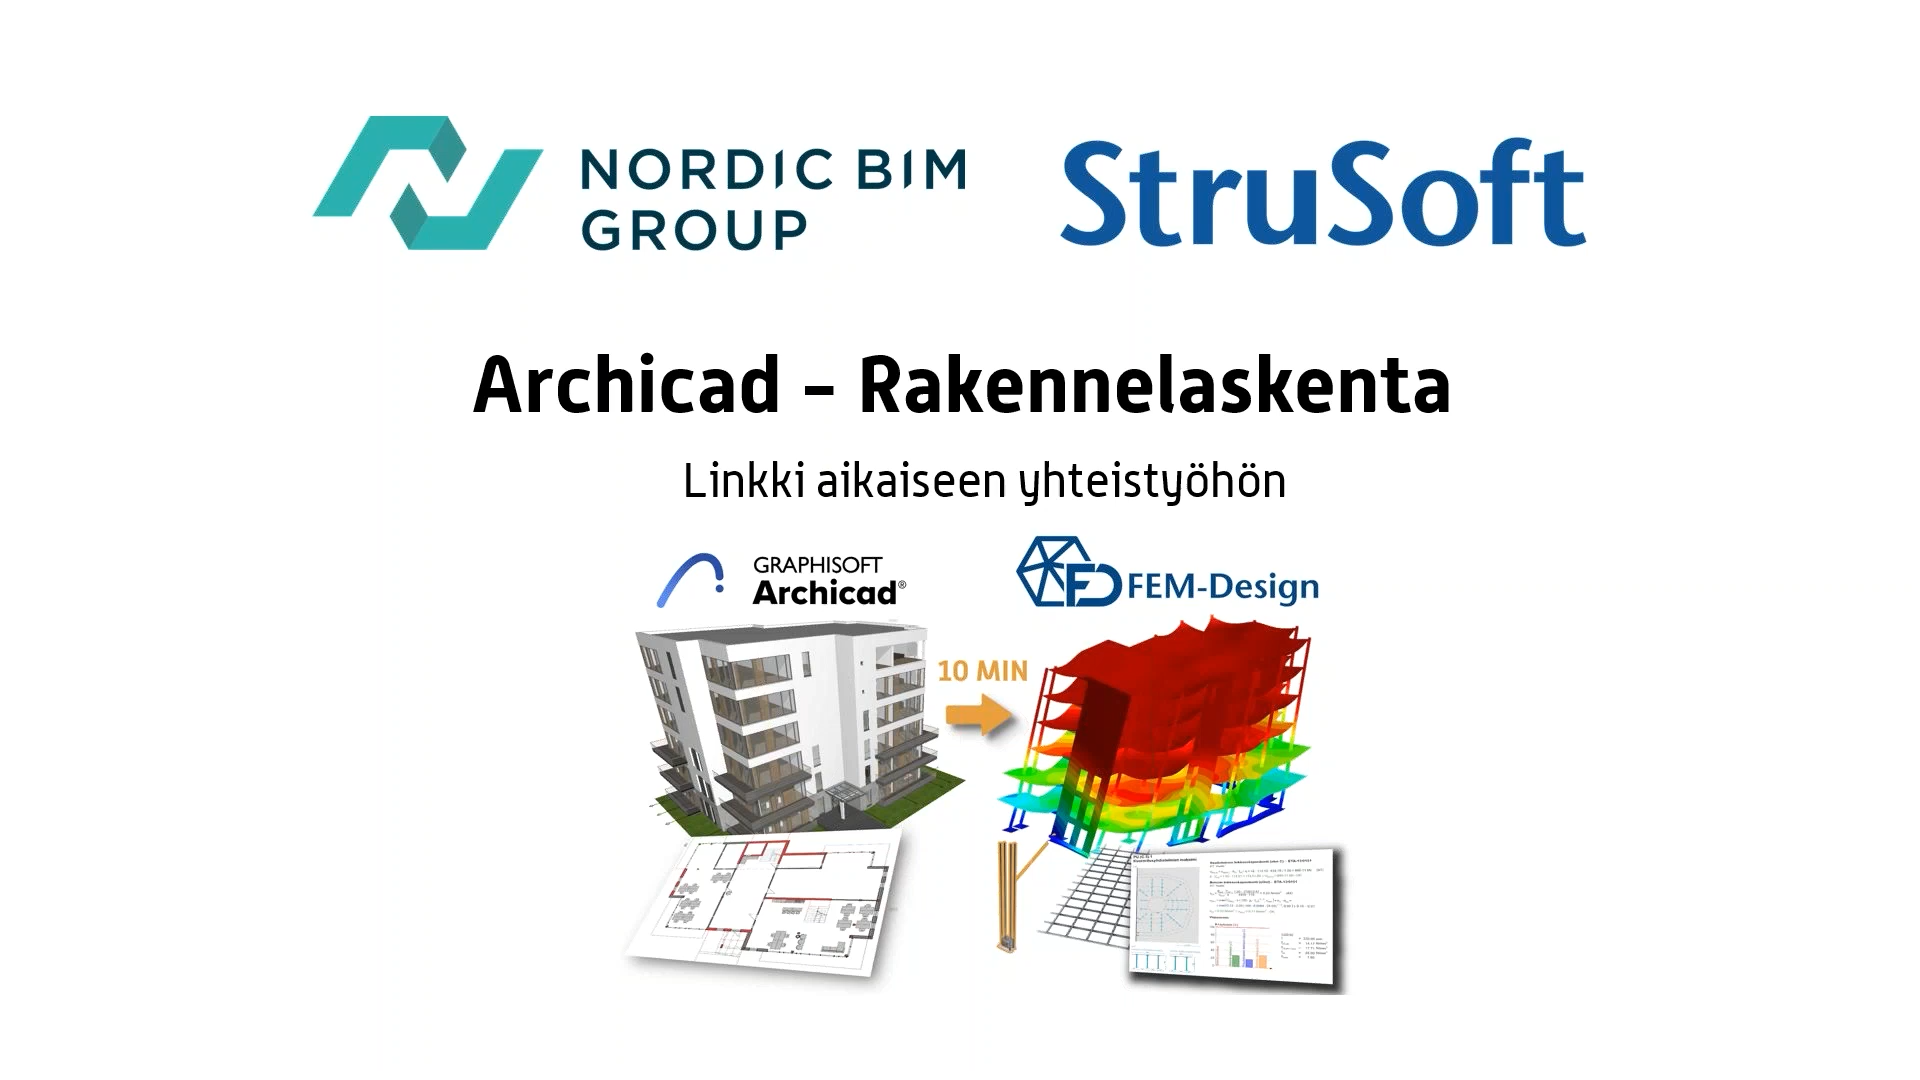 NORDIC BIM
GROUP
StruSoft
Archicad - Rakennelaskenta
Linkki aikaiseen yhteistyöhön
GRAPHISOFT
Archicad®
FEM-Design
10 MIN